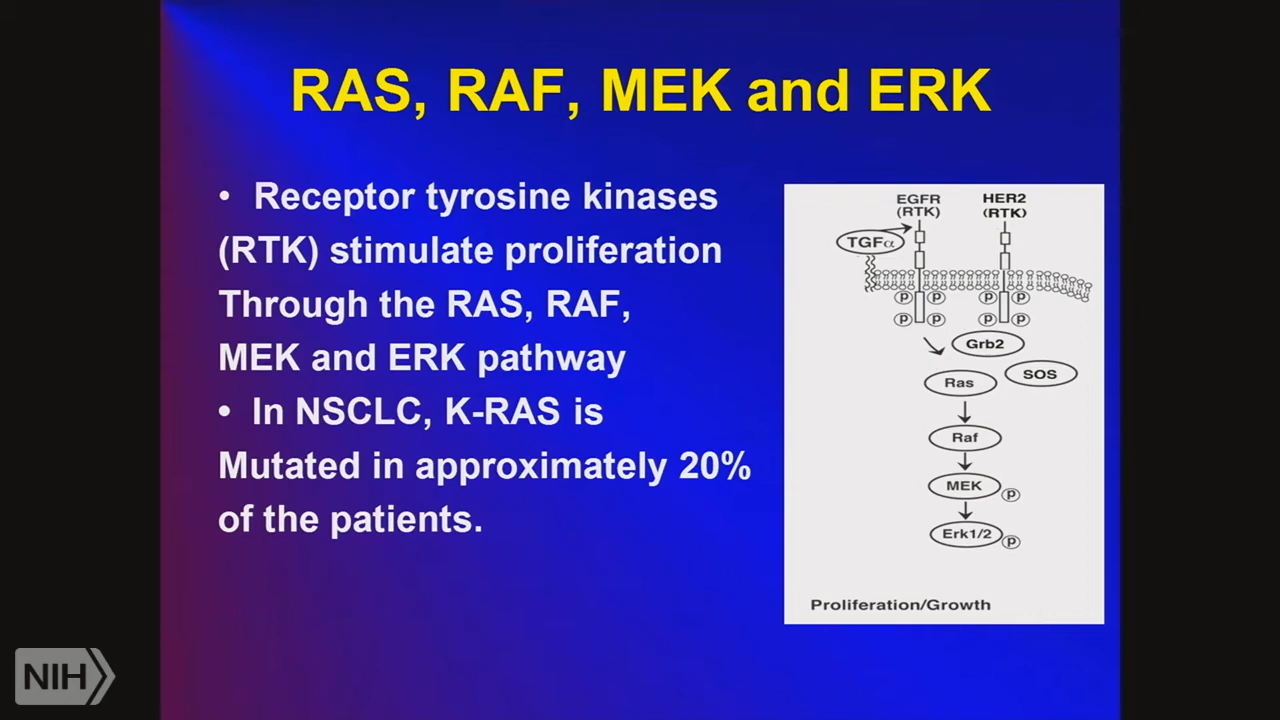 RAS, RAF, MEK and ERK
• Receptor tyrosine kinases
(RTK) stimulate proliferation
Through the RAS, RAF,
MEK and ERK pathway
• In NSCLC, K-RAS is
Mutated in approximately 20%
of the patients.
EGFR
(RTK)
HER2
(RTK)
TGFα
P P P P
P P P P
Grb2
SOS
Ras
Raf
MEK
P
Erk1/2
P
Proliferation/Growth
NIH